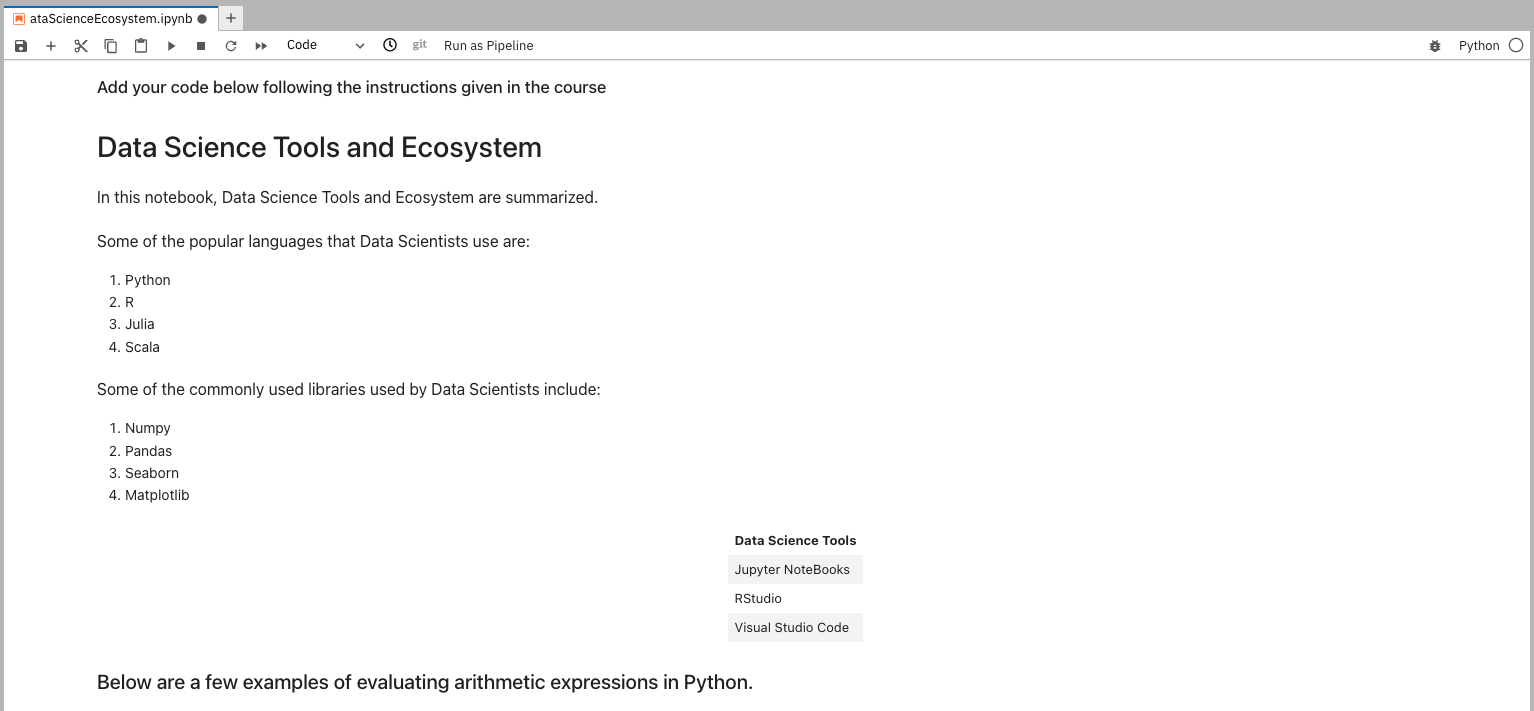 ataScienceEcosystem.ipynb
Code git Run as Pipeline Python
Add your code below following the instructions given in the course
Data Science Tools and Ecosystem
In this notebook, Data Science Tools and Ecosystem are summarized.
Some of the popular languages that Data Scientists use are:
1. Python
2. R
3. Julia
4. Scala
Some of the commonly used libraries used by Data Scientists include:
1. Numpy
2. Pandas
3. Seaborn
4. Matplotlib
Data Science Tools
Jupyter NoteBooks
RStudio
Visual Studio Code
Below are a few examples of evaluating arithmetic expressions in Python.